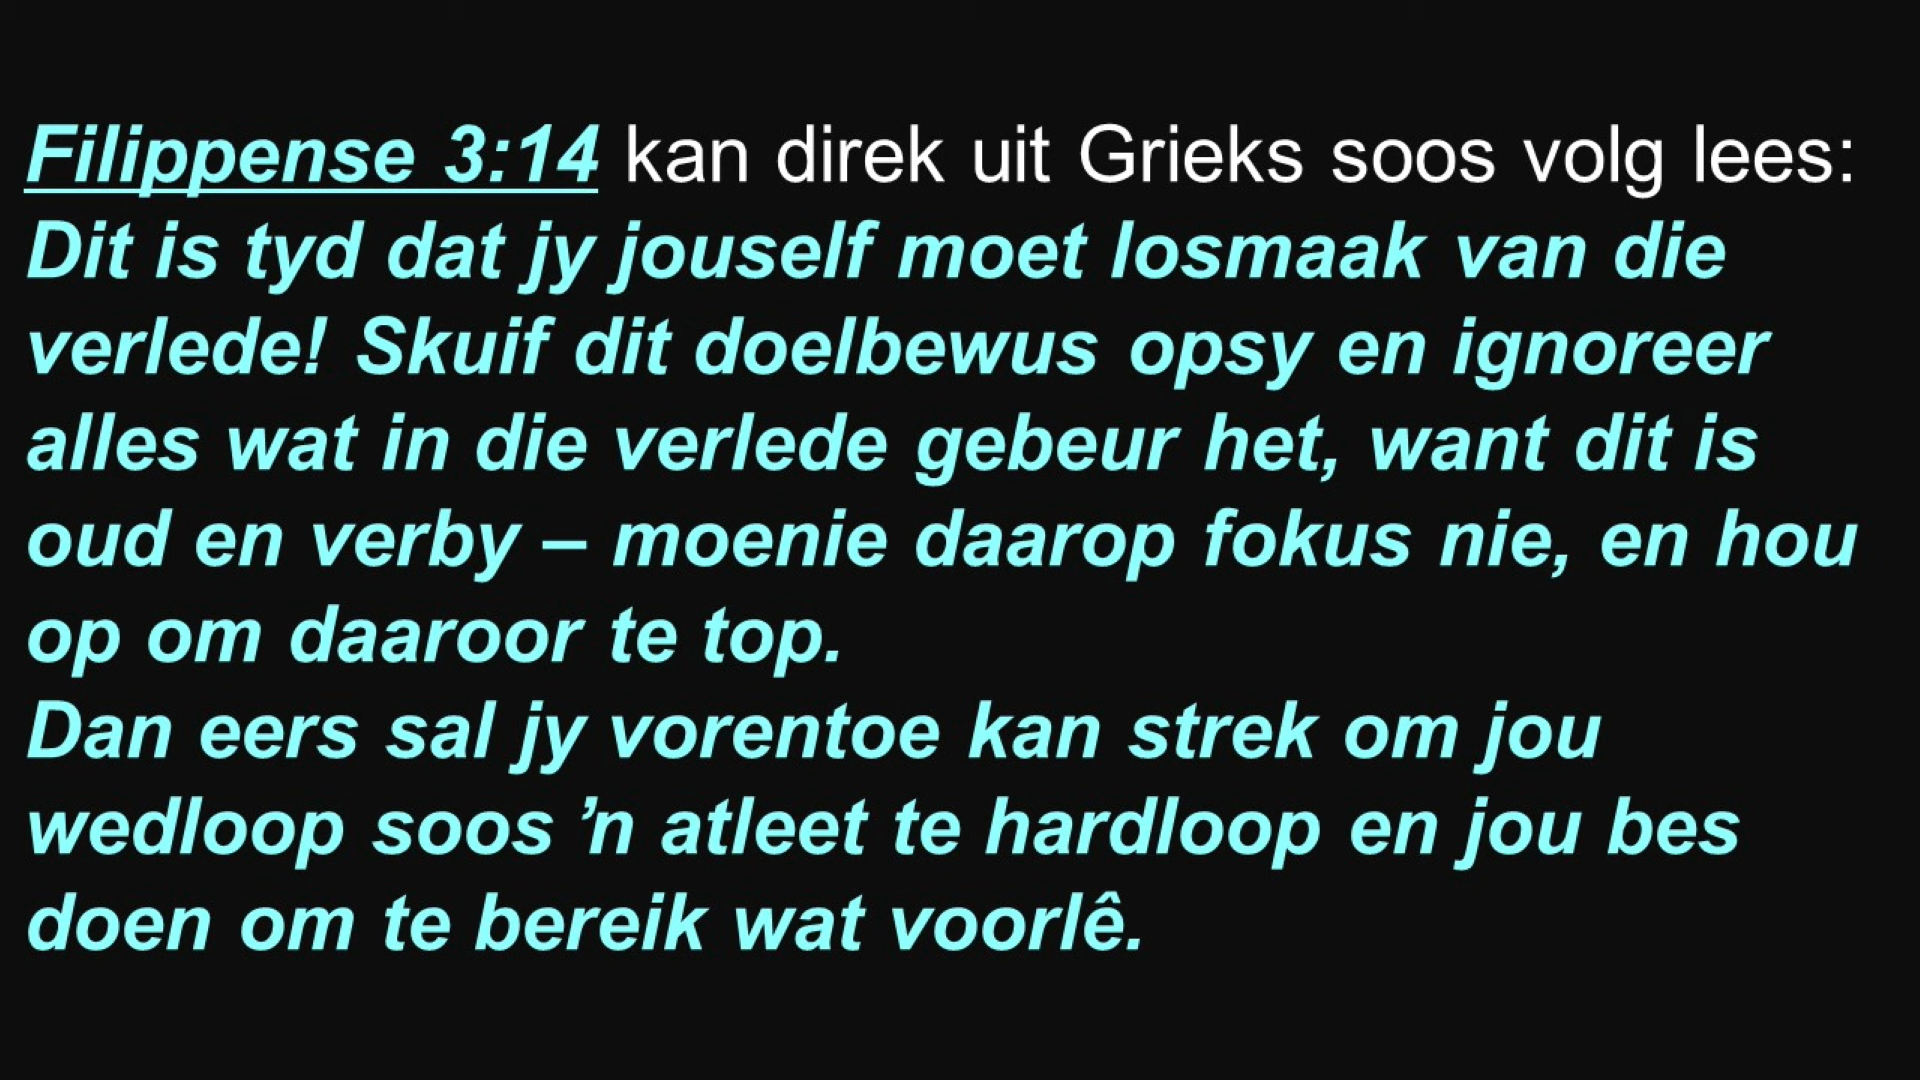 Filippense 3:14 kan direk uit Grieks soos volg lees:
Dit is tyd dat jy jouself moet losmaak van die
verlede! Skuif dit doelbewus opsy en ignoreer
alles wat in die verlede gebeur het, want dit is
oud en verby – moenie daarop fokus nie, en hou
op om daaroor te top.
Dan eers sal jy vorentoe kan strek om jou
wedloop soos ’n atleet te hardloop en jou bes
doen om te bereik wat voorlê.